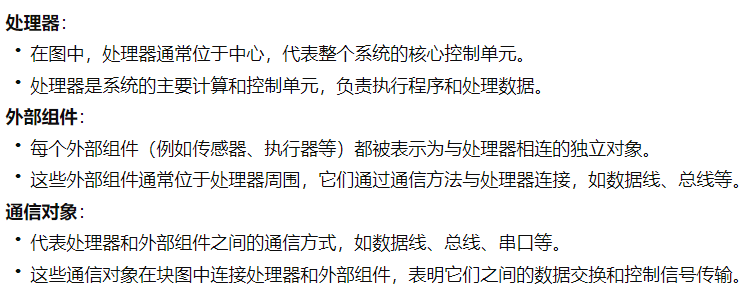 处理器：
• 在图中，处理器通常位于中心，代表整个系统的核心控制单元。
• 处理器是系统的主要计算和控制单元，负责执行程序和处理数据。
外部组件：
• 每个外部组件（例如传感器、执行器等）都被表示为与处理器相连的独立对象。
• 这些外部组件通常位于处理器周围，它们通过通信方法与处理器连接，如数据线、总线等。
通信对象：
• 代表处理器和外部组件之间的通信方式，如数据线、总线、串口等。
• 这些通信对象在块图中连接处理器和外部组件，表明它们之间的数据交换和控制信号传输。